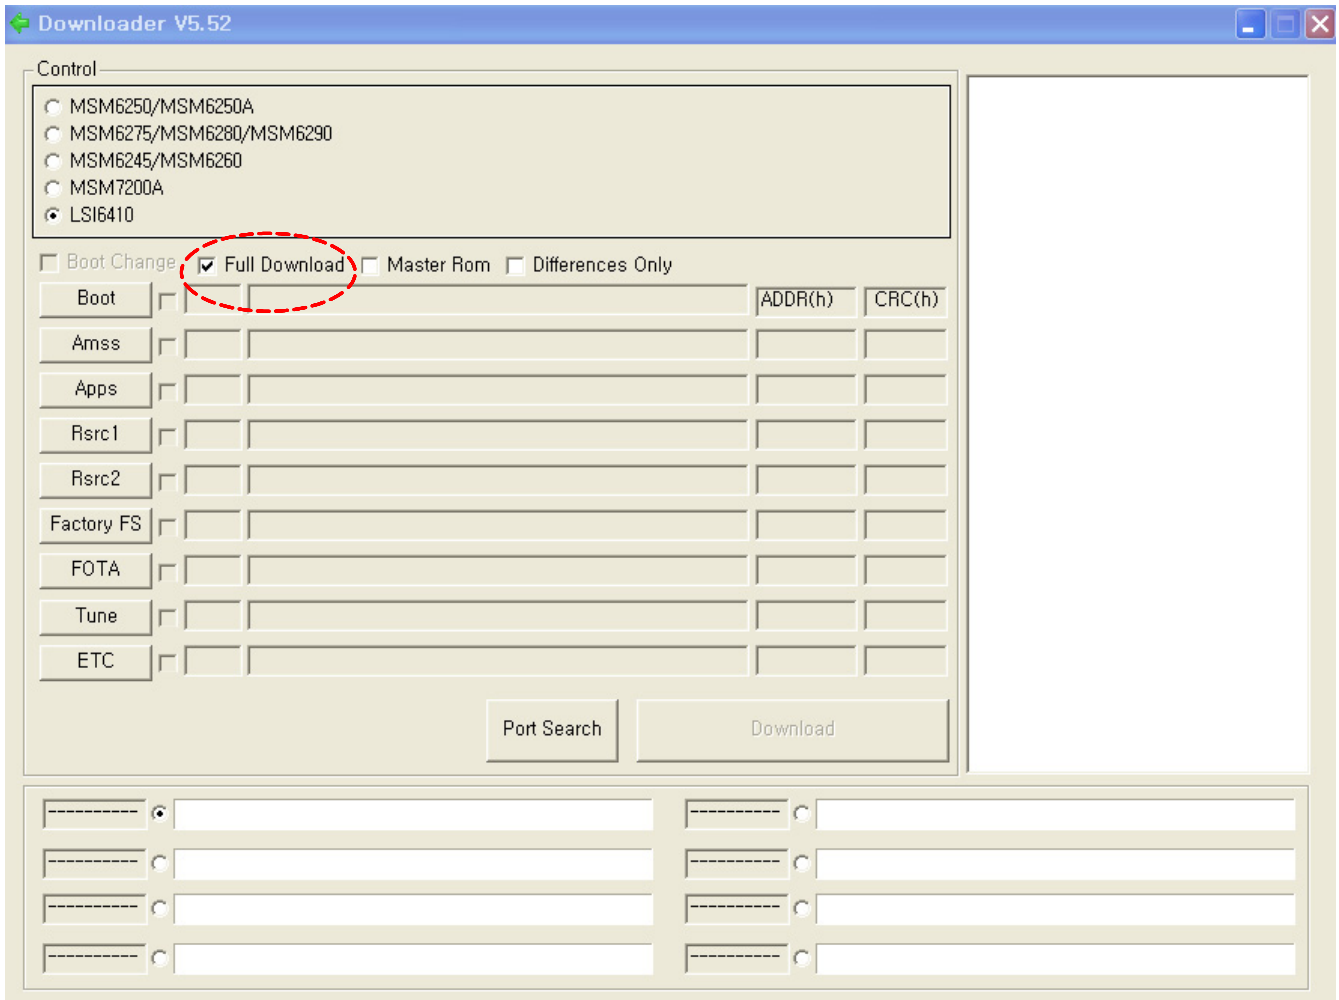 Downloader V5.52
Control
MSM6250/MSM6250A
MSM6275/MSM6280/MSM6290
MSM6245/MSM6260
MSM7200A
LSI6410
Boot Change Full Download Master Rom Differences Only
Boot ADDR(h) CRC(h)
Amss
Apps
Rsrc1
Rsrc2
Factory FS
FOTA
Tune
ETC
Port Search Download
---------- ----------
---------- ----------
---------- ----------
---------- ----------